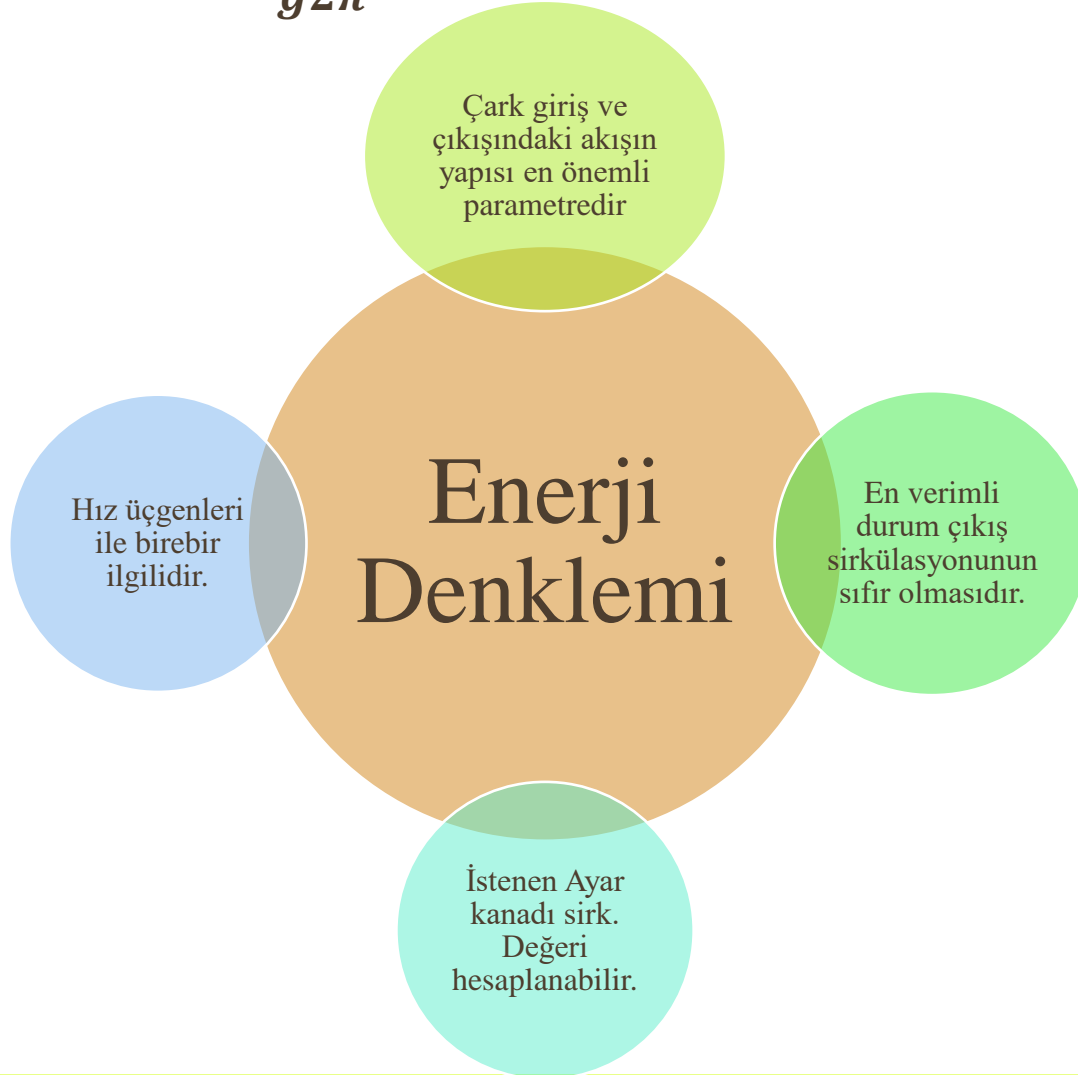 g2π
Çark giriş ve
çıkışındaki akışın
yapısı en önemli
parametredir
Hız üçgenleri
ile birebir
ilgilidir.
Enerji
Denklemi
En verimli
durum çıkış
sirkülasyonunun
sıfır olmasıdır.
İstenen Ayar
kanadı sirk.
Değeri
hesaplanabilir.